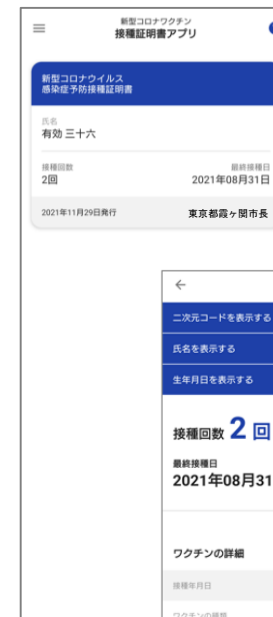 新型コロナワクチン
接種証明書アプリ
新型コロナウイルス
感染症予防接種証明書
氏名
有効 三十六
接種回数
最終接種日
2回
2021年08月31日
2021年11月29日発行
東京都霞ヶ関市長
二次元コードを表示する
氏名を表示する
生年月日を表示する
接種回数 2 回
最終接種日
2021年08月31
ワクチンの詳細
接種年月日
ワクチンの種類